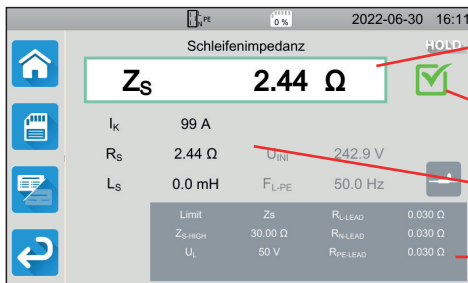 L N PE 0 % 2022-06-30 16:11
Schleifenimpedanz HOLD
ZS 2.44 Ω
IK 99 A
RS 2.44 Ω UINI 242.9 V
LS 0.0 mH FL-PE 50.0 Hz
Limit Zs RL-LEAD 0.030 Ω
ZS-HIGH 30.00 Ω RN-LEAD 0.030 Ω
UL 50 V RPE-LEAD 0.030 Ω